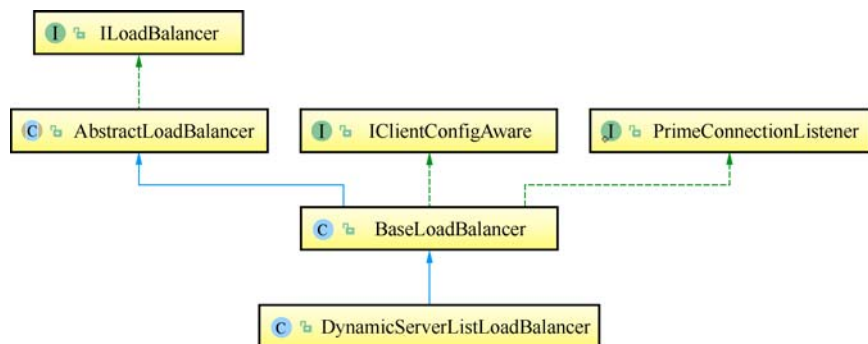 I ILoadBalancer
C AbstractLoadBalancer
I IClientConfigAware
I PrimeConnectionListener
C BaseLoadBalancer
C DynamicServerListLoadBalancer